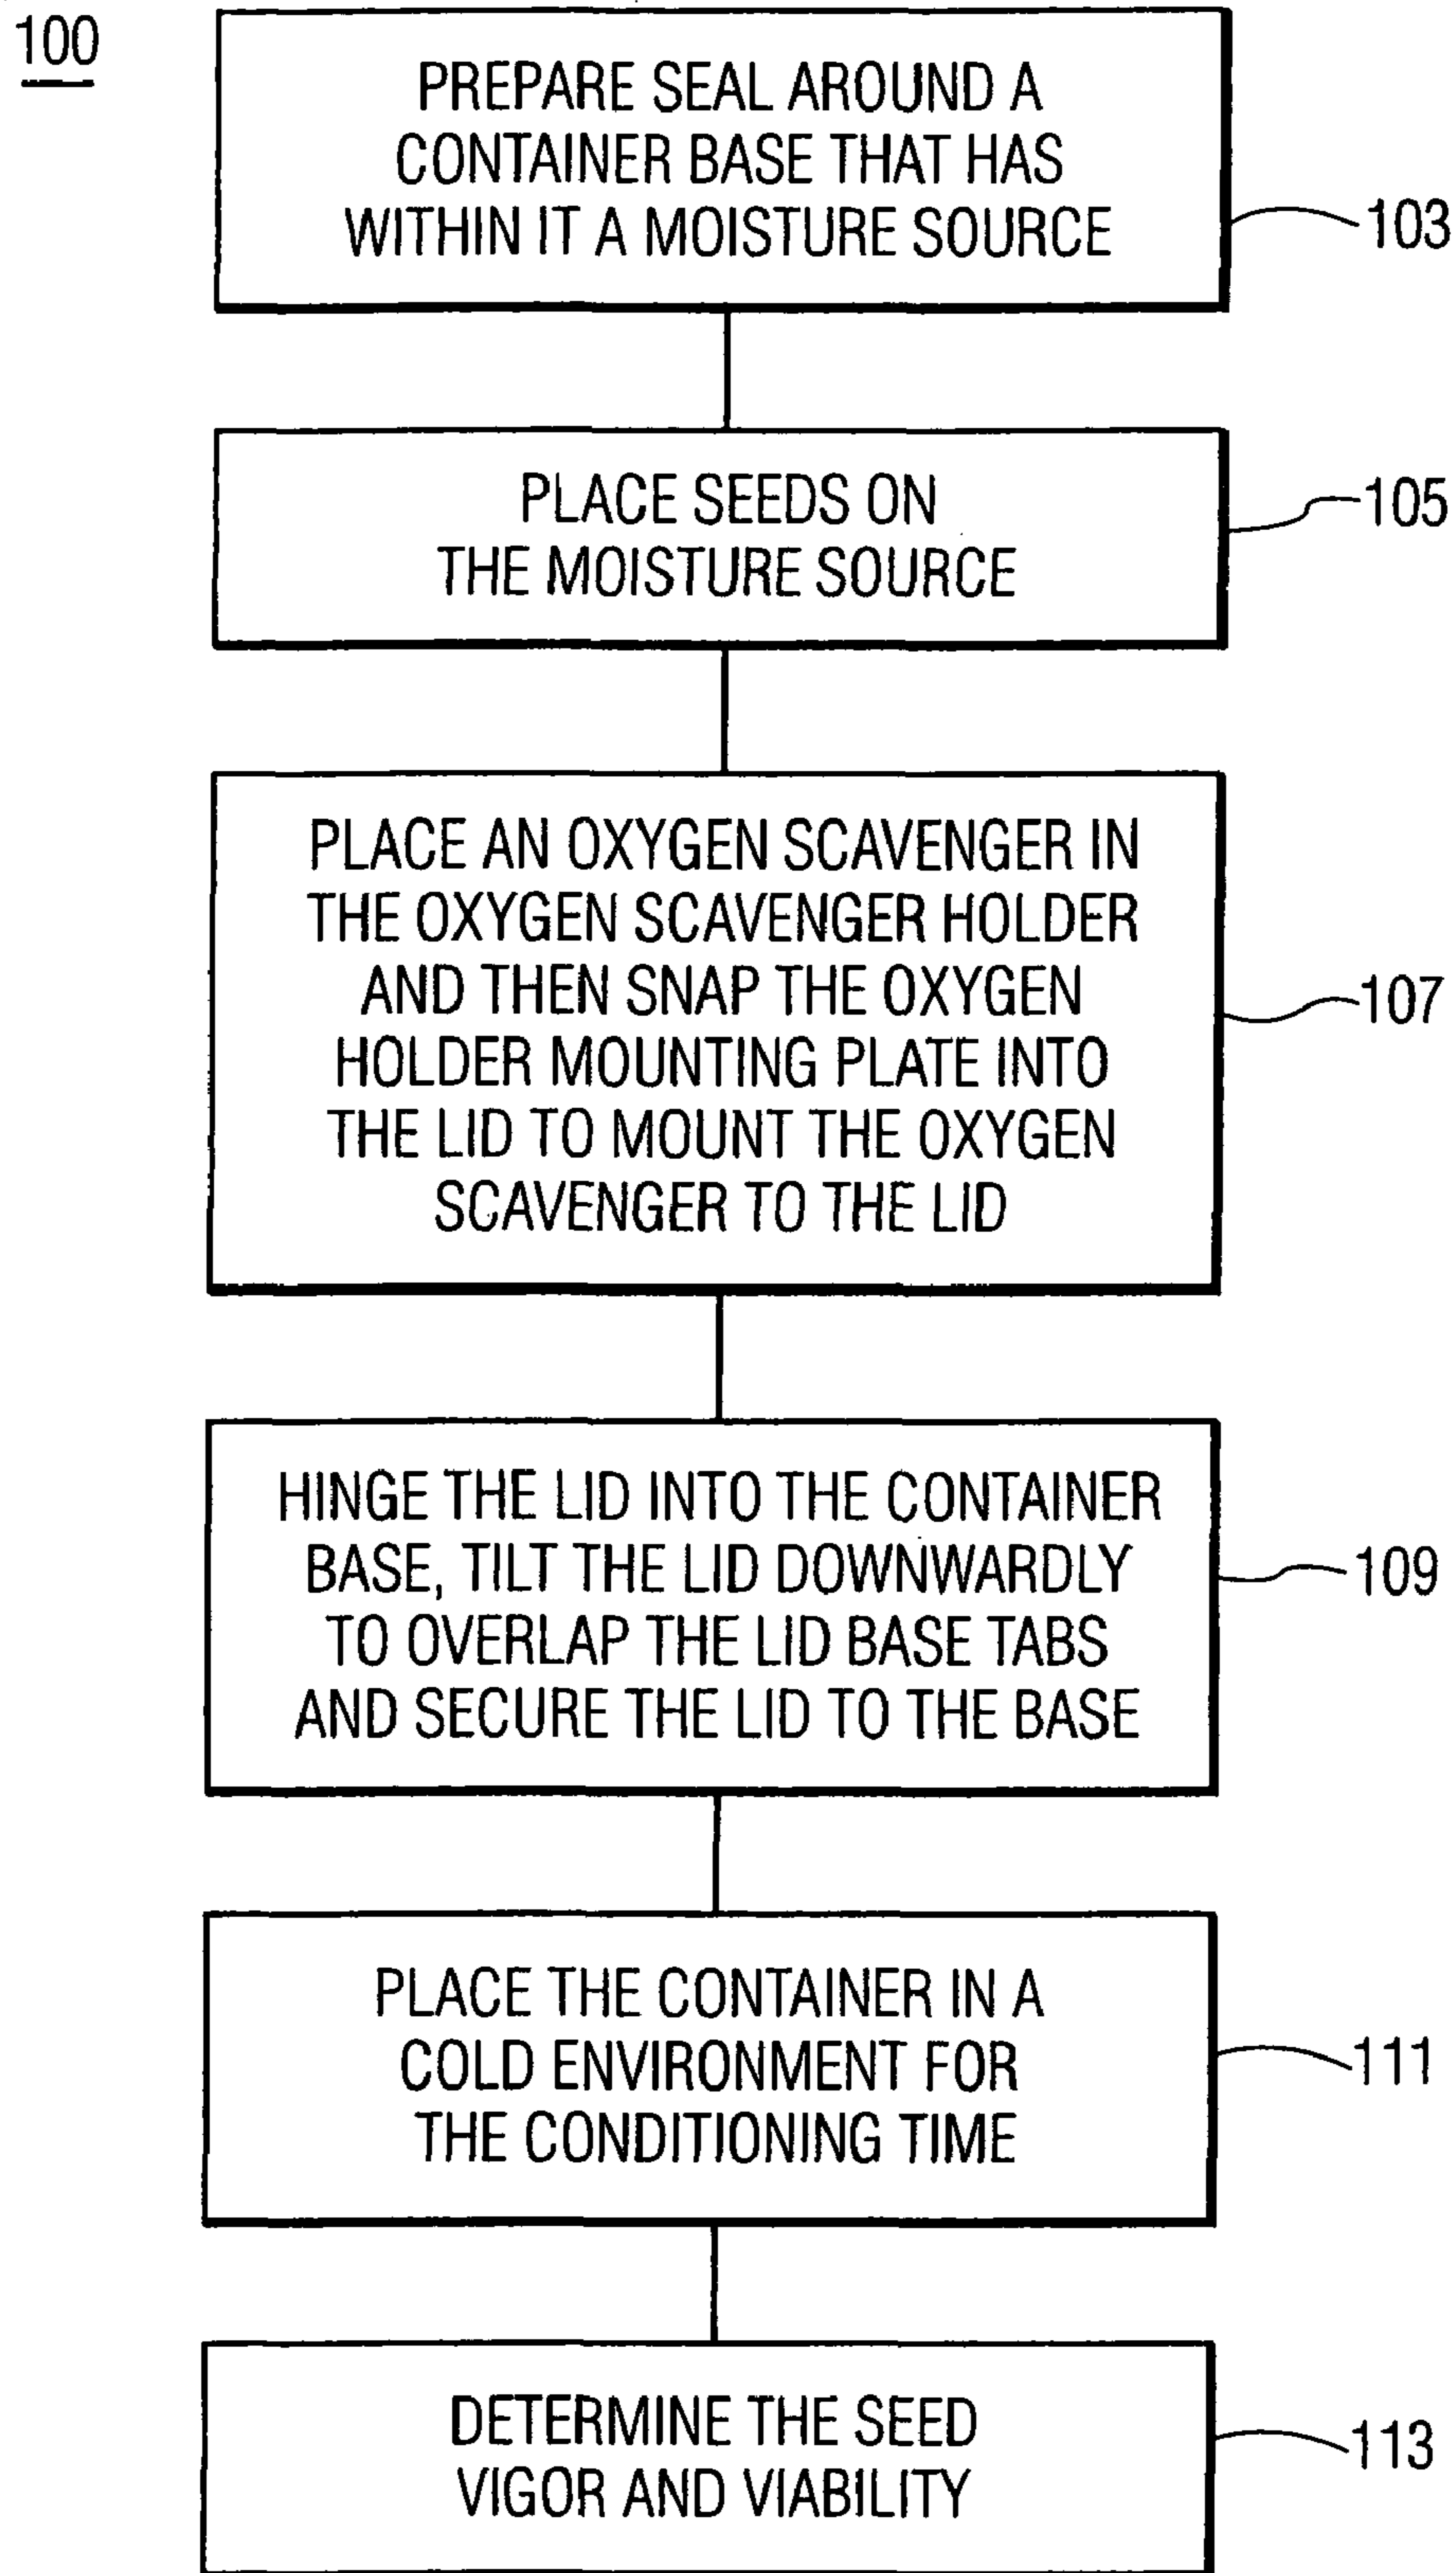 100
PREPARE SEAL AROUND A
CONTAINER BASE THAT HAS
WITHIN IT A MOISTURE SOURCE
103
PLACE SEEDS ON
THE MOISTURE SOURCE
105
PLACE AN OXYGEN SCAVENGER IN
THE OXYGEN SCAVENGER HOLDER
AND THEN SNAP THE OXYGEN
HOLDER MOUNTING PLATE INTO
THE LID TO MOUNT THE OXYGEN
SCAVENGER TO THE LID
107
HINGE THE LID INTO THE CONTAINER
BASE, TILT THE LID DOWNWARDLY
TO OVERLAP THE LID BASE TABS
AND SECURE THE LID TO THE BASE
109
PLACE THE CONTAINER IN A
COLD ENVIRONMENT FOR
THE CONDITIONING TIME
111
DETERMINE THE SEED
VIGOR AND VIABILITY
113